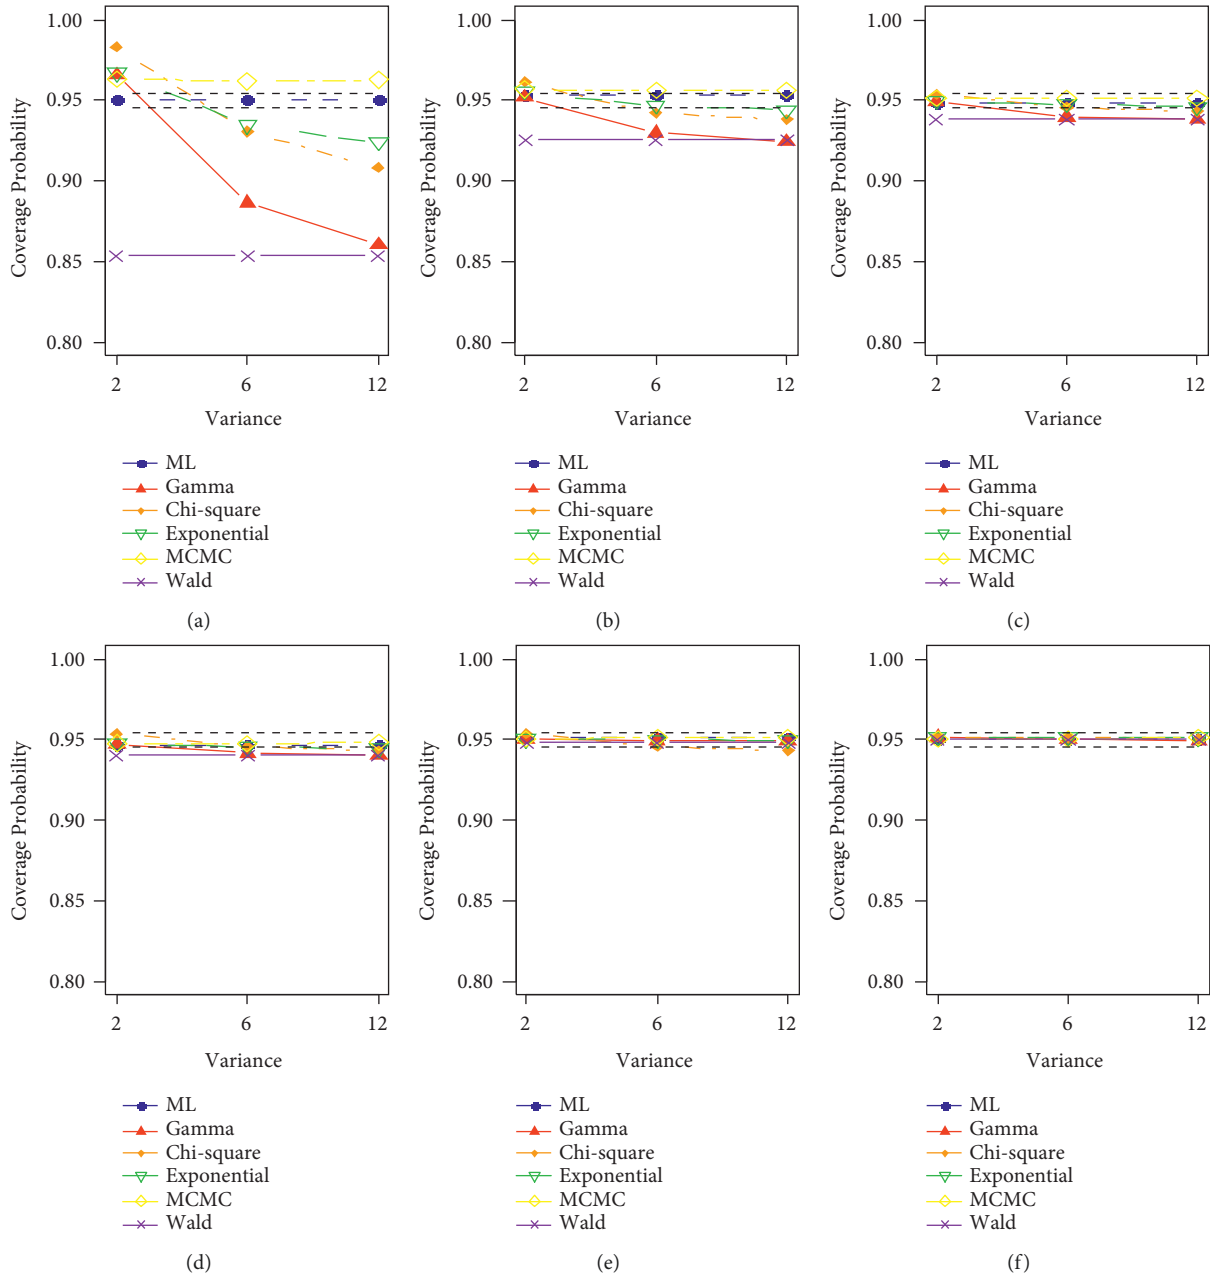 1.00
0.95
0.90
0.85
0.80
Coverage Probability
2
6
12
Variance
ML
Gamma
Chi-square
Exponential
MCMC
Wald
(a)
1.00
0.95
0.90
0.85
0.80
Coverage Probability
2
6
12
Variance
ML
Gamma
Chi-square
Exponential
MCMC
Wald
(b)
1.00
0.95
0.90
0.85
0.80
Coverage Probability
2
6
12
Variance
ML
Gamma
Chi-square
Exponential
MCMC
Wald
(c)
1.00
0.95
0.90
0.85
0.80
Coverage Probability
2
6
12
Variance
ML
Gamma
Chi-square
Exponential
MCMC
Wald
(d)
1.00
0.95
0.90
0.85
0.80
Coverage Probability
2
6
12
Variance
ML
Gamma
Chi-square
Exponential
MCMC
Wald
(e)
1.00
0.95
0.90
0.85
0.80
Coverage Probability
2
6
12
Variance
ML
Gamma
Chi-square
Exponential
MCMC
Wald
(f)